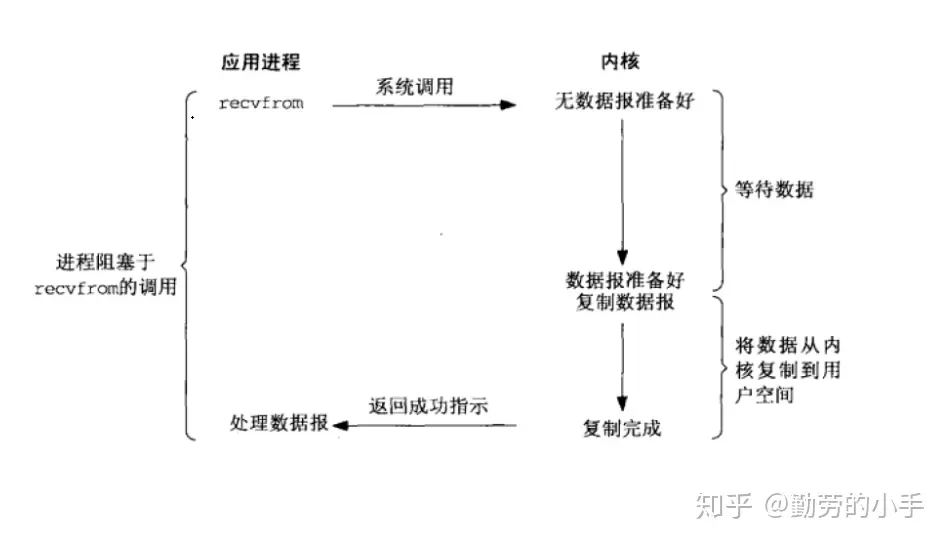 应用进程
内核
recvfrom
系统调用
无数据报准备好
等待数据
进程阻塞于
recvfrom的调用
数据报准备好
复制数据报
将数据从内
核复制到用
户空间
处理数据报
返回成功指示
复制完成
知乎 @勤劳的小手